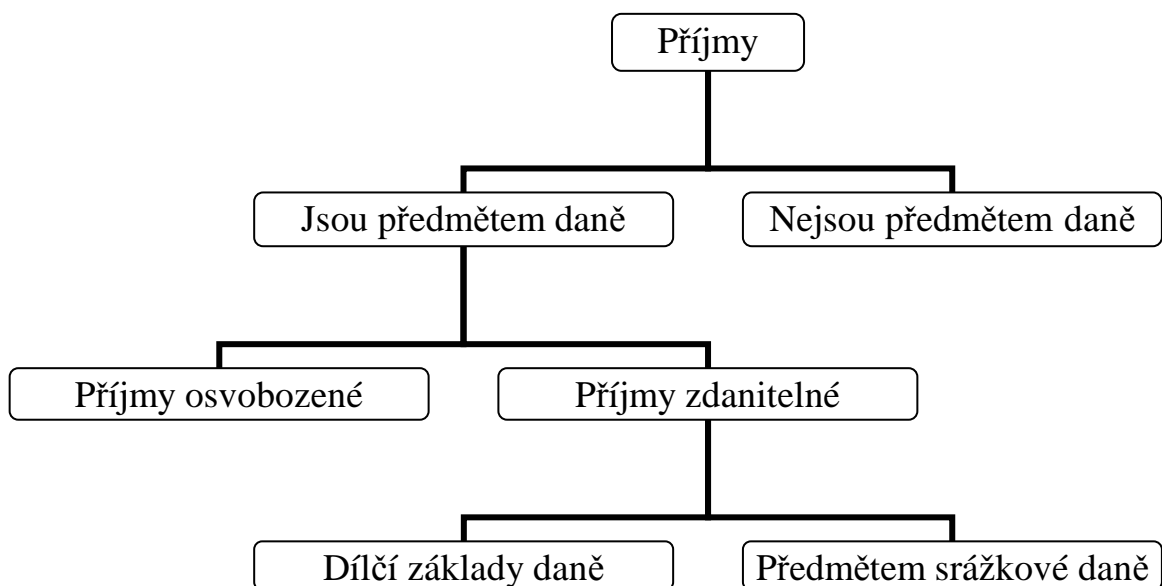 Příjmy
Jsou předmětem daně
Nejsou předmětem daně
Příjmy osvobozené
Příjmy zdanitelné
Dílčí základy daně
Předmětem srážkové daně